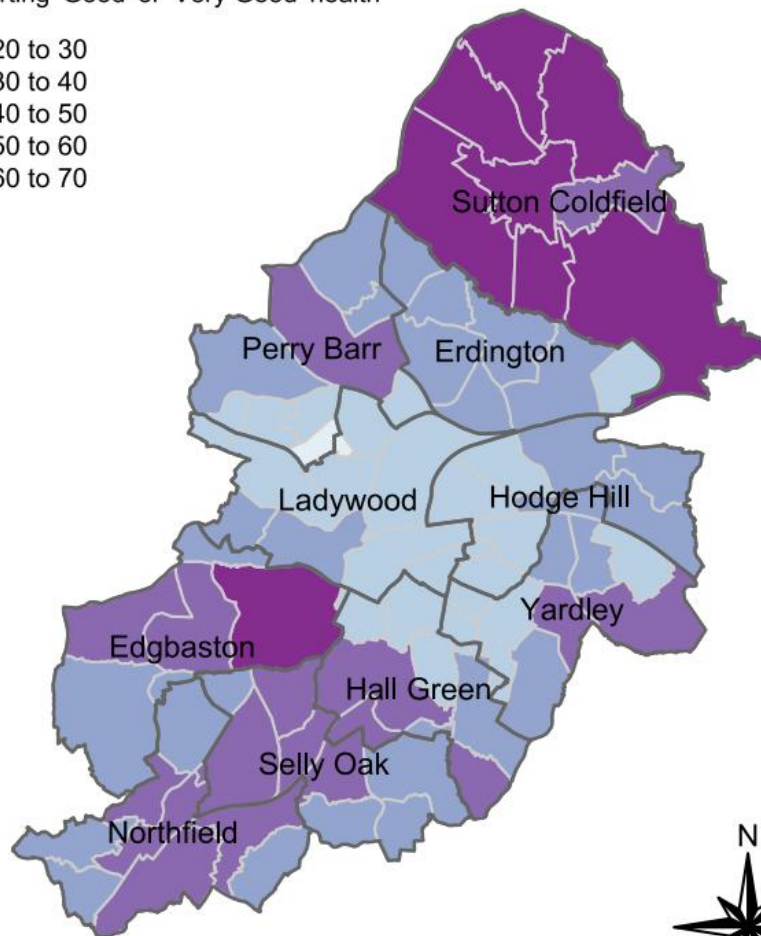 Good or Very Good health
20 to 30
30 to 40
40 to 50
50 to 60
60 to 70
Sutton Coldfield
Perry Barr
Erdington
Ladywood
Hodge Hill
Yardley
Edgbaston
Hall Green
Selly Oak
Northfield
N